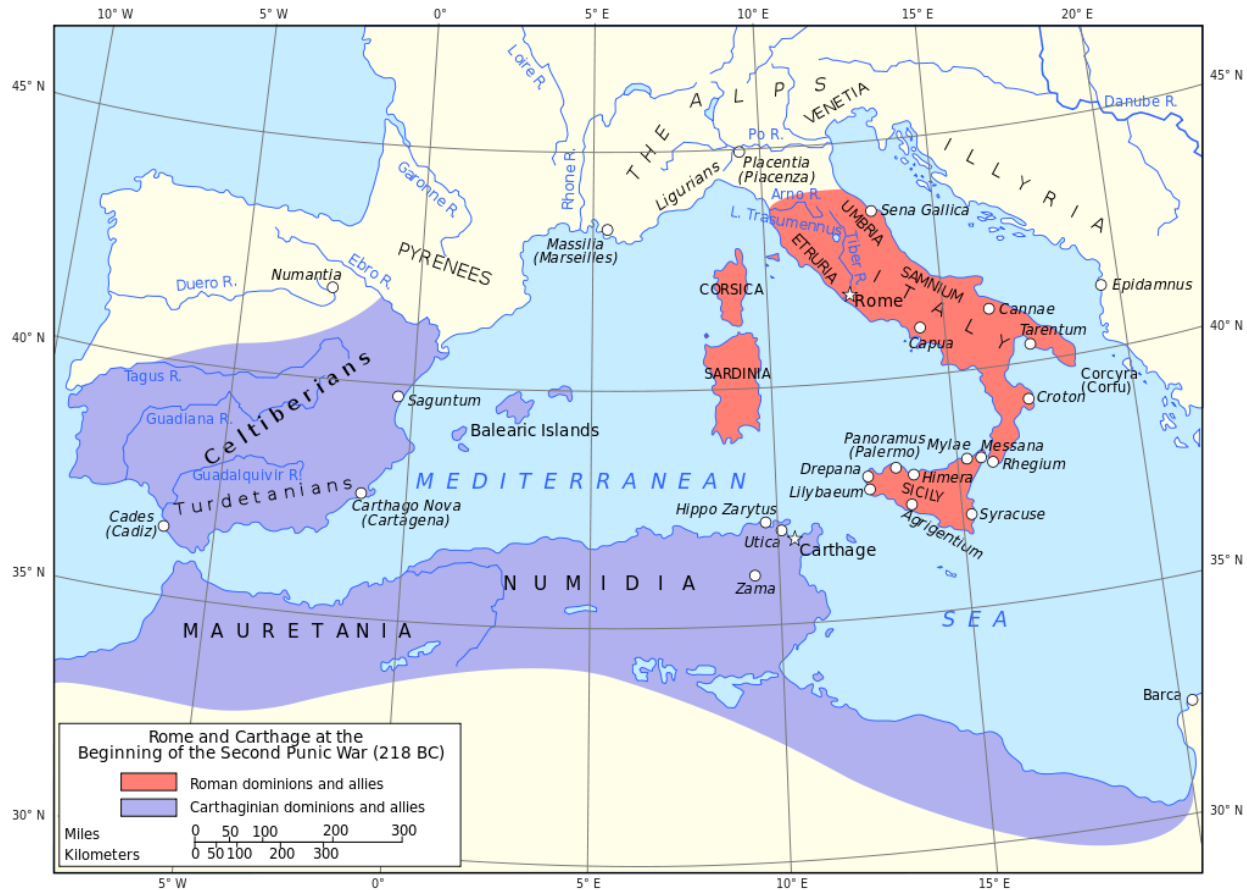 10° W
5° W
0°
5° E
10° E
15° E
20° E
45° N
45° N
Loire R.
A L P S
VENETIA
Danube R.
THE
Po R.
ILLYRIA
Rhone R.
Garonne R.
Ligurians
Placentia
(Piacenza)
Arno R.
L. Trasumennus
UMBRIA
Sena Gallica
Massilia
(Marseilles)
PYRENEES
ETRURIA
Tiber R.
Ebro R.
Numantia
Duero R.
CORSICA
SAMNIUM
ITALY
Rome
Epidamnus
Cannae
40° N
40° N
Capua
Tarentum
Tagus R.
Celtiberians
SARDINIA
Corcyra
(Corfu)
Saguntum
Croton
Guadiana R.
Balearic Islands
Panoramus
(Palermo)
Mylae
Messana
Rhegium
Guadalquivir R.
MEDITERRANEAN
Drepana
Himera
Lilybaeum
SICILY
Turdetanians
Carthago Nova
(Cartagena)
Hippo Zarytus
Agrigentium
Syracuse
Cades
(Cadiz)
Utica
Carthage
35° N
35° N
NUMIDIA
Zama
MAURETANIA
SEA
Barca
Rome and Carthage at the
Beginning of the Second Punic War (218 BC)
Roman dominions and allies
Carthaginian dominions and allies
30° N
30° N
Miles
0 50 100 200 300
Kilometers
0 50 100 200 300
5° W
0°
5° E
10° E
15° E